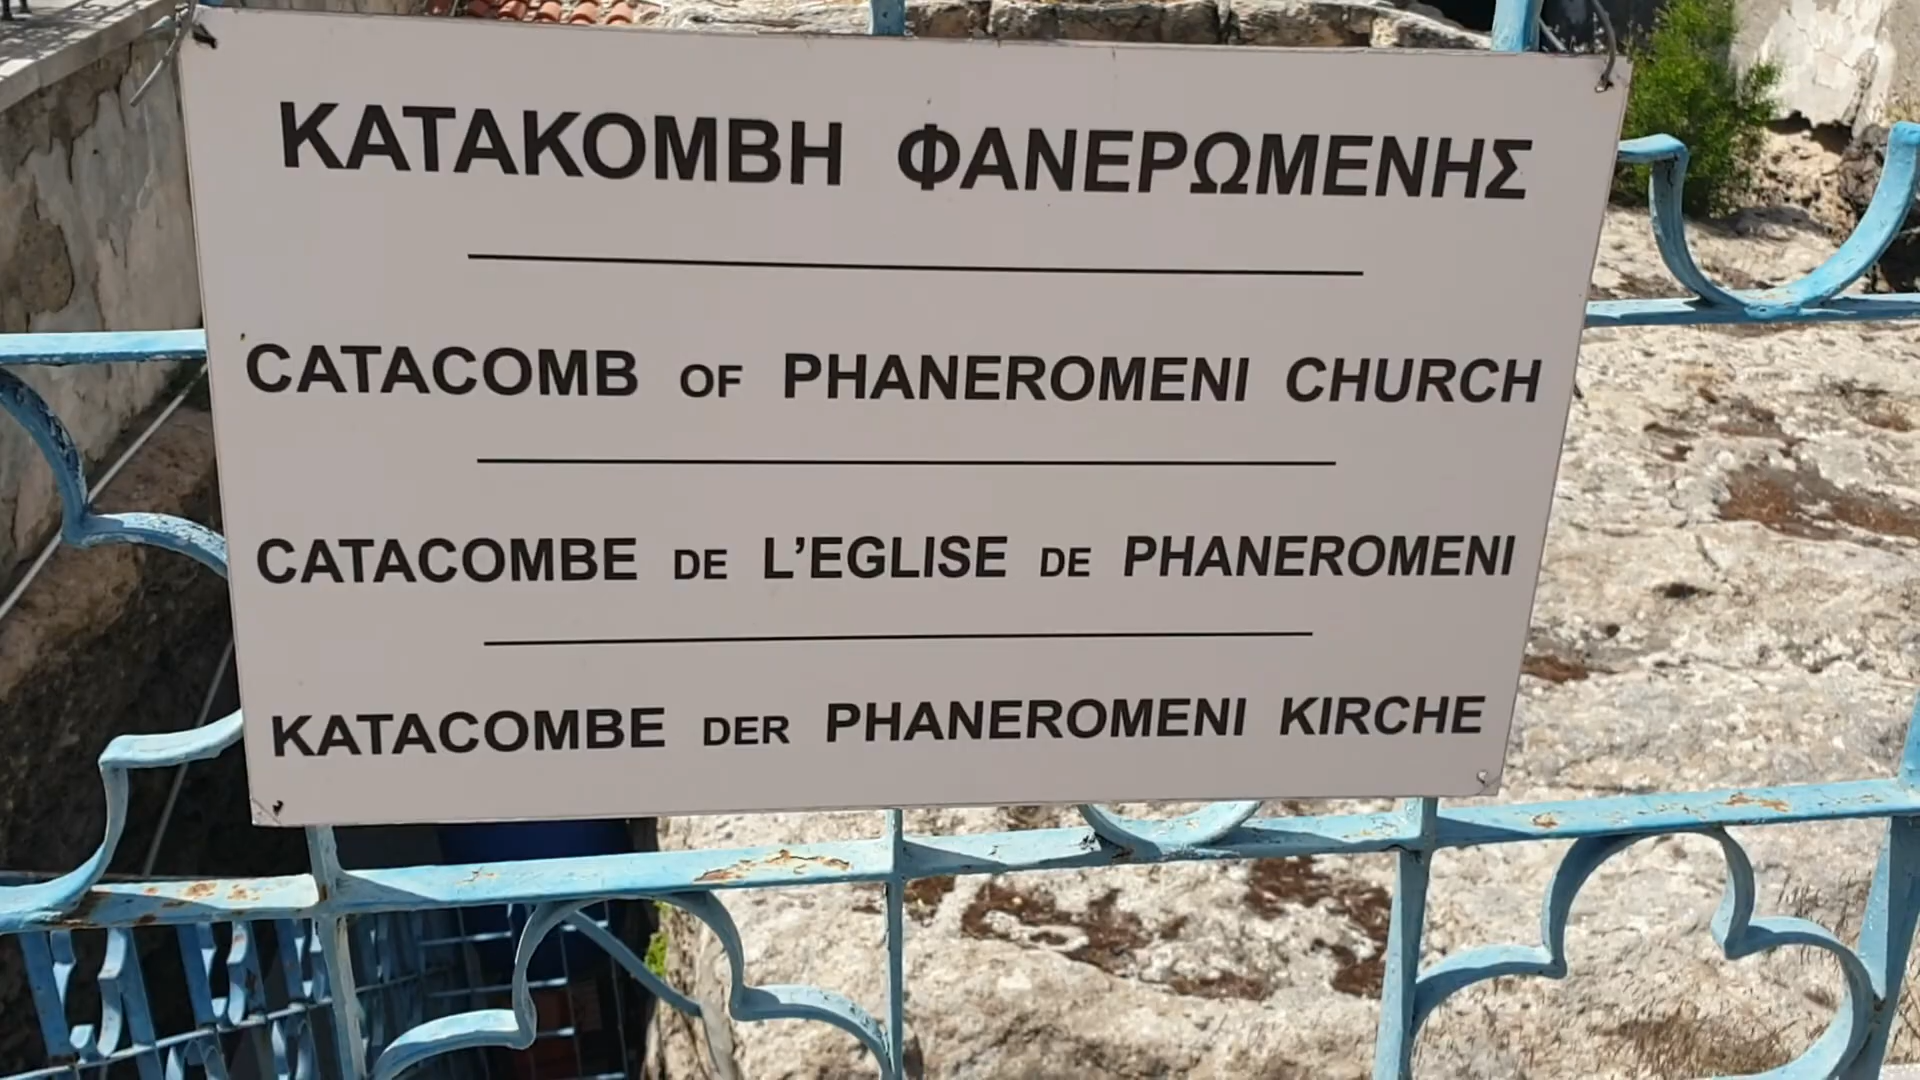 ΚΑΤΑΚΟΜΒΗ ΦΑΝΕΡΩΜΕΝΗΣ
CATACOMB OF PHANEROMENI CHURCH
CATACOMBE DE L’EGLISE DE PHANEROMENI
KATACOMBE DER PHANEROMENI KIRCHE